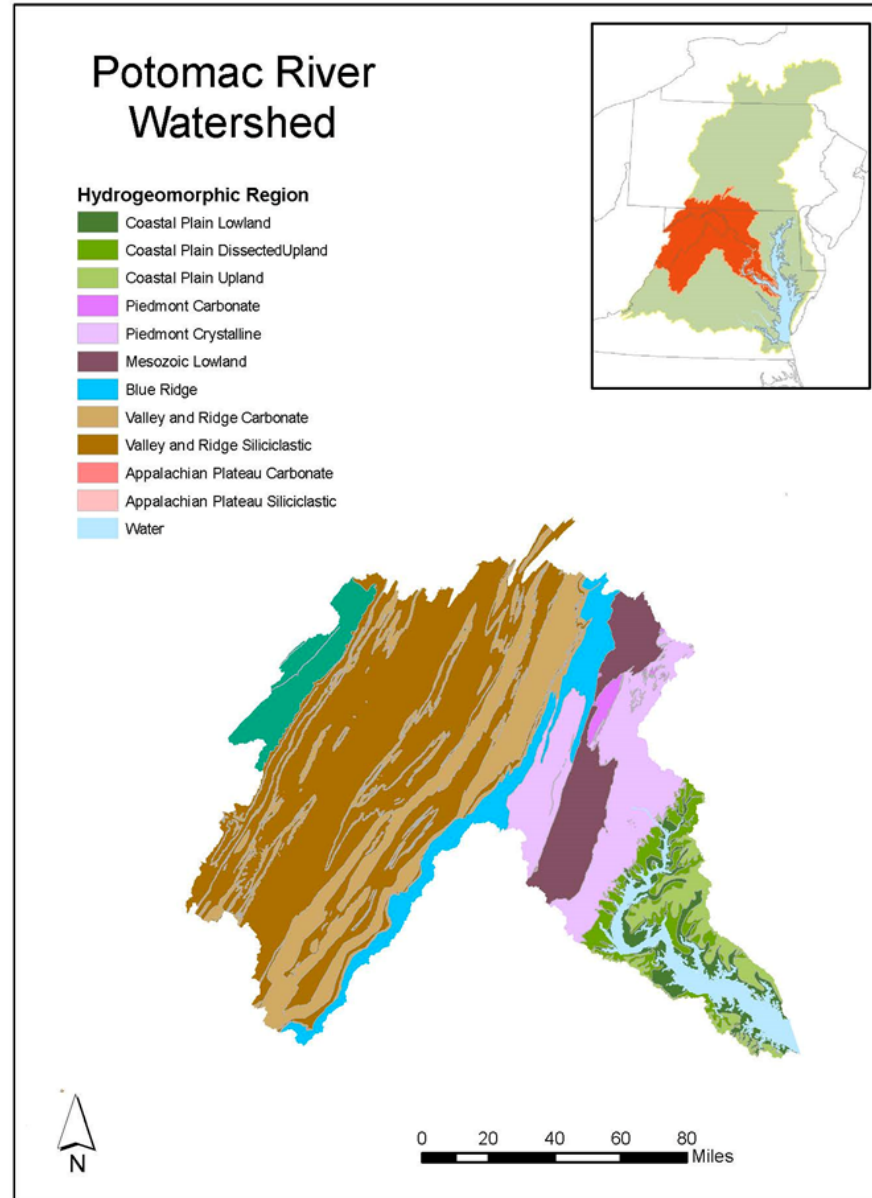 Potomac River
Watershed
Hydrogeomorphic Region
Coastal Plain Lowland
Coastal Plain DissectedUpland
Coastal Plain Upland
Piedmont Carbonate
Piedmont Crystalline
Mesozoic Lowland
Blue Ridge
Valley and Ridge Carbonate
Valley and Ridge Siliciclastic
Appalachian Plateau Carbonate
Appalachian Plateau Siliciclastic
Water
N
0 20 40 60 80
Miles